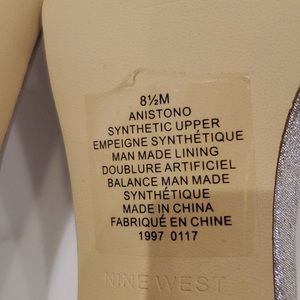 8½M
ANISTONO
SYNTHETIC UPPER
EMPEIGNE SYNTHÉTIQUE
MAN MADE LINING
DOUBLURE ARTIFICIEL
BALANCE MAN MADE
SYNTHÉTIQUE
MADE IN CHINA
FABRIQUÉ EN CHINE
1997 0117
NINE WEST